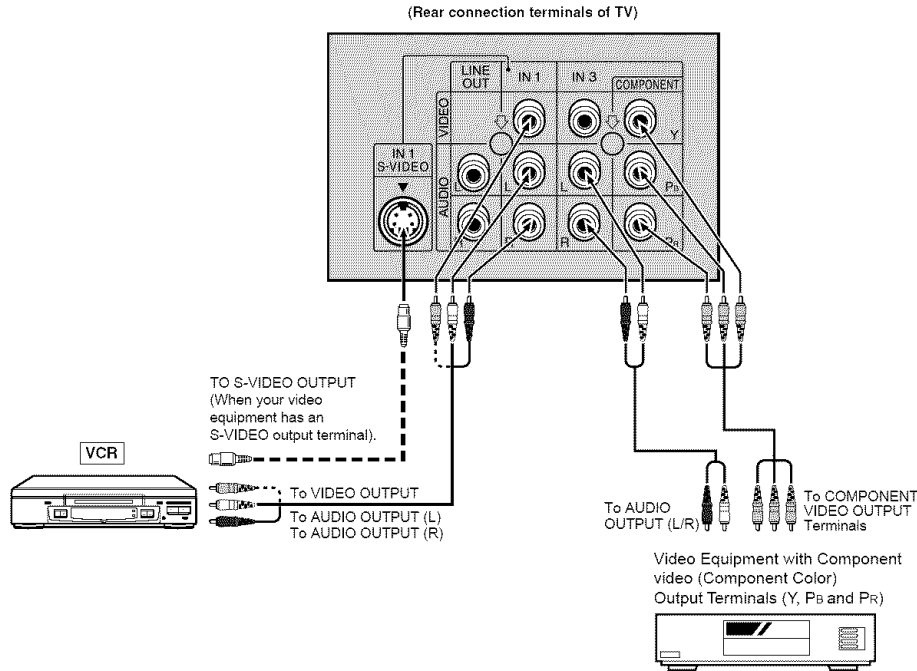 (Rear connection terminals of TV)
LINE OUT
IN 1
IN 3
COMPONENT
VIDEO
Y
IN 1
S-VIDEO
AUDIO
L
L
L
PB
R
R
R
PR
TO S-VIDEO OUTPUT
(When your video
equipment has an
S-VIDEO output terminal).
VCR
To VIDEO OUTPUT
To AUDIO OUTPUT (L)
To AUDIO OUTPUT (R)
To AUDIO
OUTPUT (L/R)
To COMPONENT
VIDEO OUTPUT
Terminals
Video Equipment with Component
video (Component Color)
Output Terminals (Y, PB and PR)